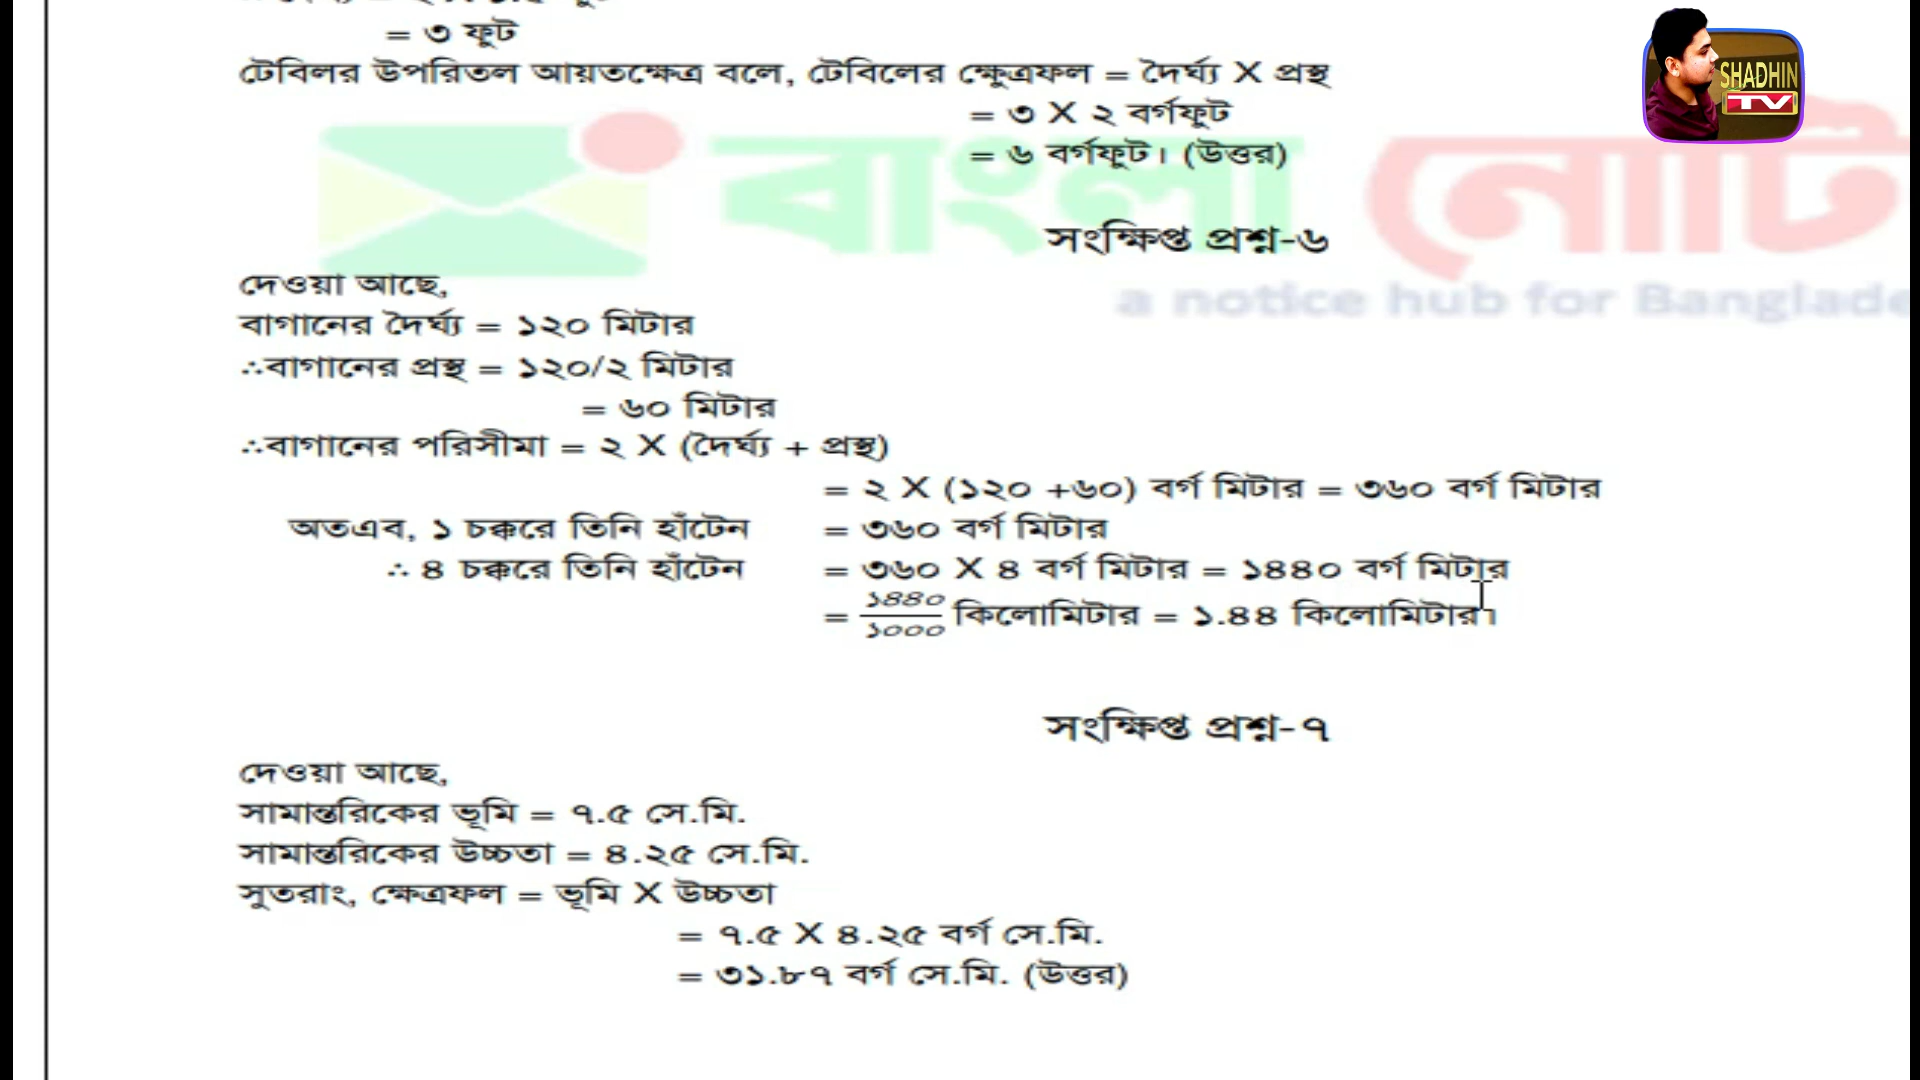 = ৩ ফুট
টেবিলর উপরিতল আয়তক্ষেত্র বলে, টেবিলের ক্ষেুত্রফল = দৈর্ঘ্য X প্রস্থ
= ৩ X ২ বর্গফুট
= ৬ বর্গফুট। (উত্তর)
SHADHIN
TV
বাংলা নোটি
a notice hub for Banglade
সংক্ষিপ্ত প্রশ্ন-৬
দেওয়া আছে,
বাগানের দৈর্ঘ্য = ১২০ মিটার
∴বাগানের প্রস্থ = ১২০/২ মিটার
= ৬০ মিটার
∴বাগানের পরিসীমা = ২ X (দৈর্ঘ্য + প্রস্থ)
= ২ X (১২০ +৬০) বর্গ মিটার = ৩৬০ বর্গ মিটার
অতএব, ১ চক্করে তিনি হাঁটেন = ৩৬০ বর্গ মিটার
∴ ৪ চক্করে তিনি হাঁটেন = ৩৬০ X ৪ বর্গ মিটার = ১৪৪০ বর্গ মিটার
= ১৪৪০/১০০০ কিলোমিটার = ১.৪৪ কিলোমিটার।
সংক্ষিপ্ত প্রশ্ন-৭
দেওয়া আছে,
সামান্তরিকের ভূমি = ৭.৫ সে.মি.
সামান্তরিকের উচ্চতা = ৪.২৫ সে.মি.
সুতরাং, ক্ষেত্রফল = ভূমি X উচ্চতা
= ৭.৫ X ৪.২৫ বর্গ সে.মি.
= ৩১.৮৭ বর্গ সে.মি. (উত্তর)